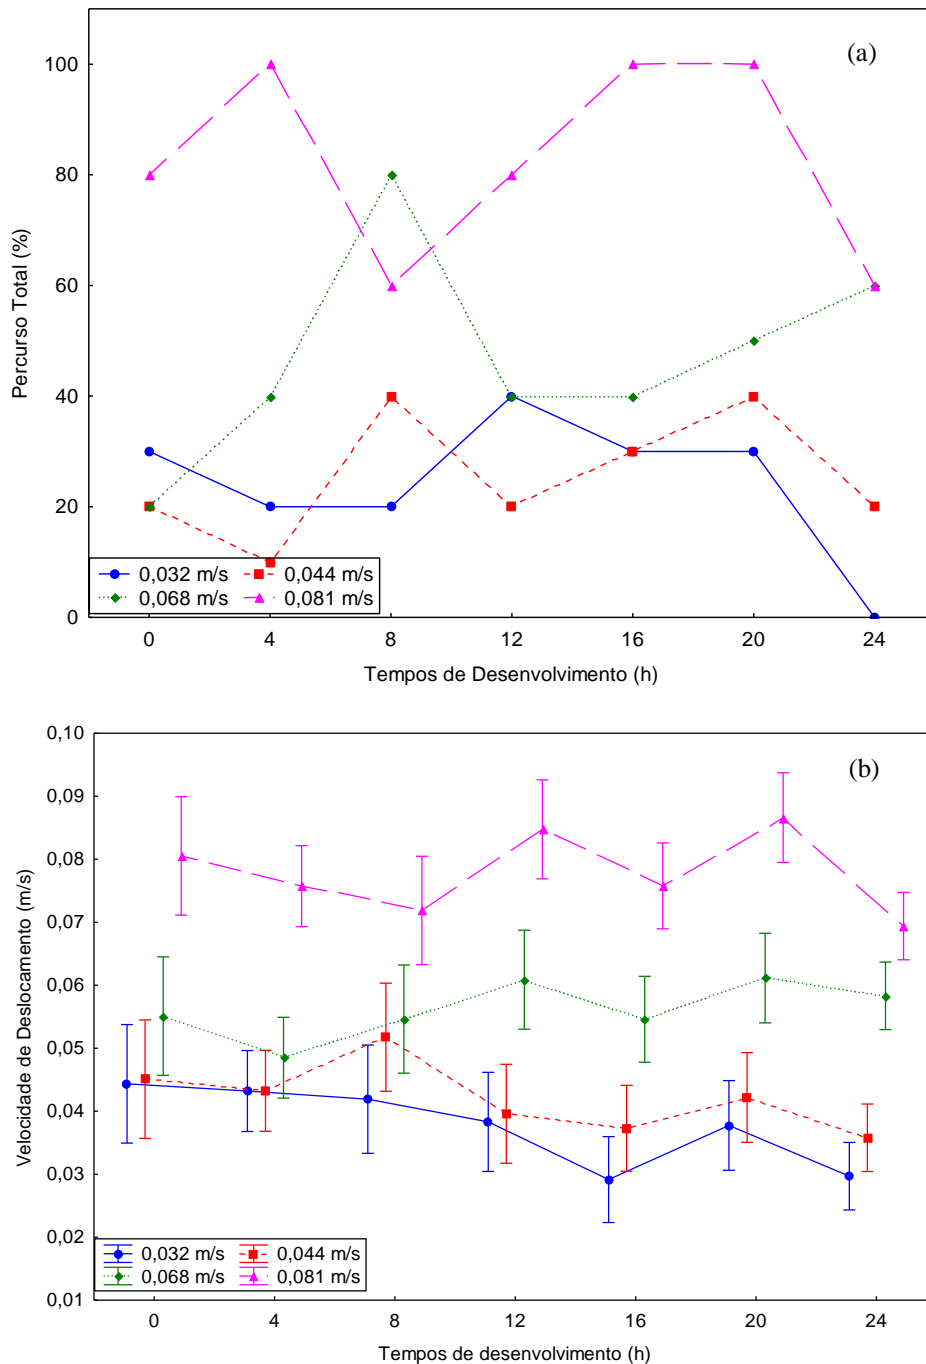 (a)
100
80
60
40
20
0
Percurso Total (%)
0,032 m/s 0,044 m/s
0,068 m/s 0,081 m/s
0 4 8 12 16 20 24
Tempos de Desenvolvimento (h)
(b)
0,10
0,09
0,08
0,07
0,06
0,05
0,04
0,03
0,02
0,01
Velocidade de Deslocamento (m/s)
0,032 m/s 0,044 m/s
0,068 m/s 0,081 m/s
0 4 8 12 16 20 24
Tempos de desenvolvimento (h)